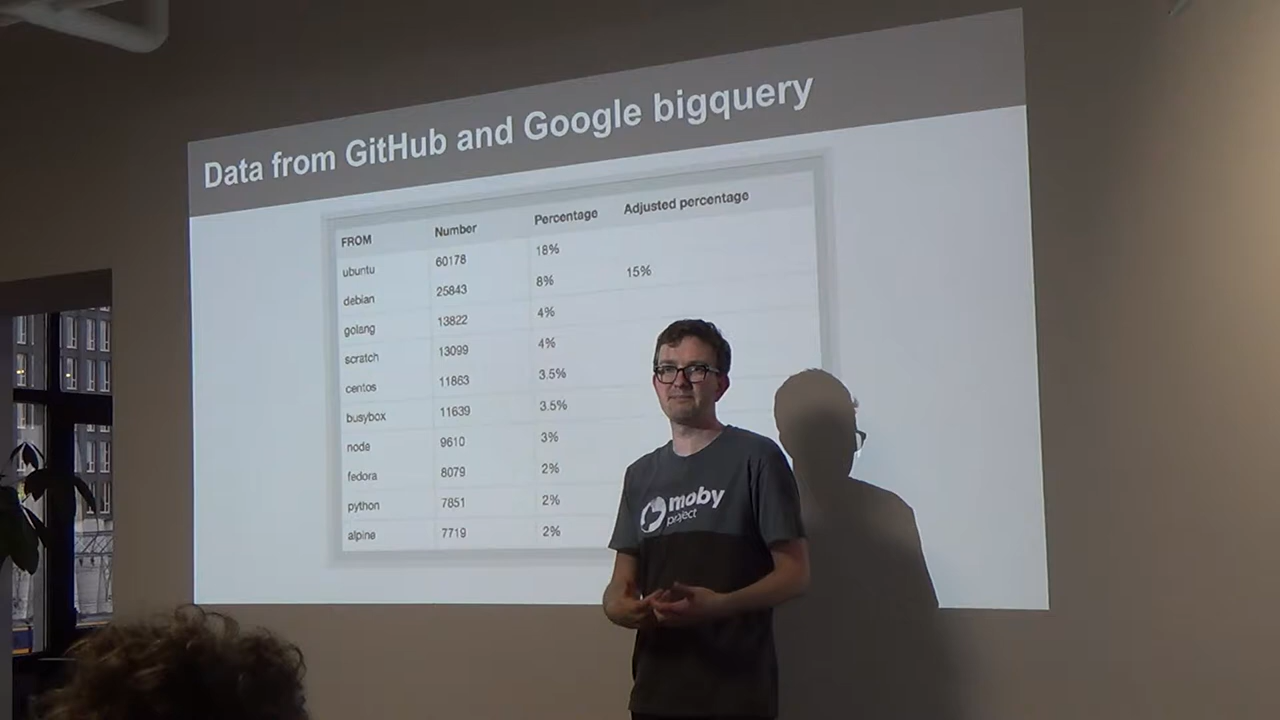 Data from GitHub and Google bigquery
FROM Number Percentage Adjusted percentage
ubuntu 60178 18%
debian 25843 8% 15%
golang 13822 4%
scratch 13099 4%
centos 11863 3.5%
busybox 11639 3.5%
node 9610 3%
fedora 8079 2%
python 7851 2%
alpine 7719 2%
moby
project